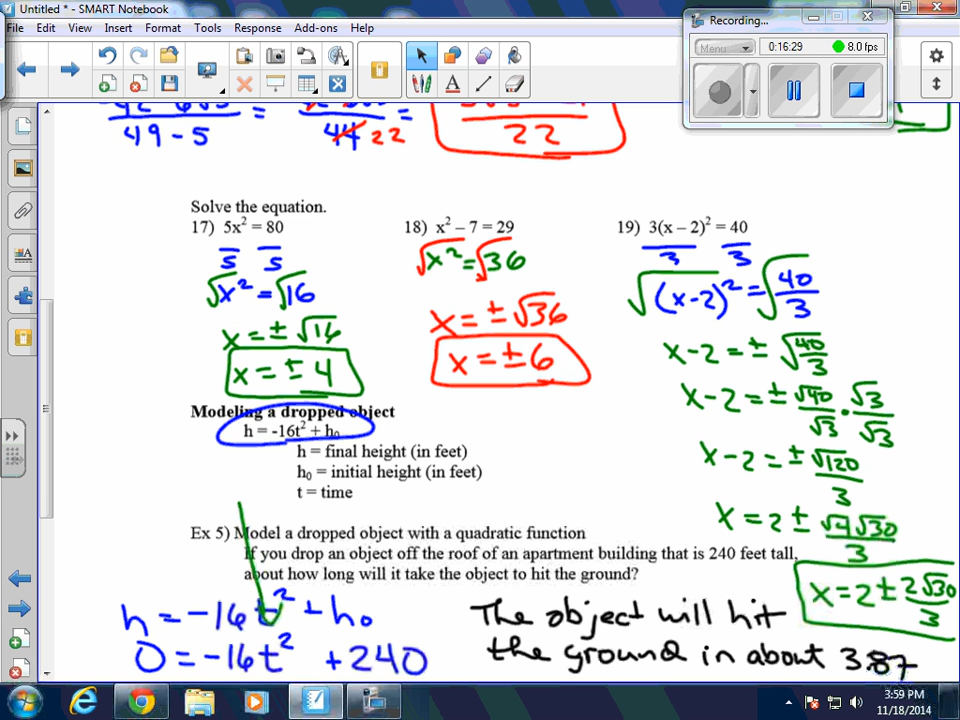 Untitled * - SMART Notebook
File Edit View Insert Format Tools Response Add-ons Help
Recording...
Menu
0:16:29
8.0 fps
49 - 5 = 44 22 = 22
Solve the equation.
17) 5x² = 80
18) x² – 7 = 29
19) 3(x – 2)² = 40
5 5
√x² = √16
x = ± √16
x = ± 4
√x² = √36
x = ± √36
x = ± 6
3 3
√(x-2)² = √40/3
x-2 = ± √40/3
x-2 = ± √40/√3 • √3/√3
x-2 = ± √120/3
x = 2 ± √4√30/3
x = 2 ± 2√30/3
Modeling a dropped object
h = -16t² + h₀
h = final height (in feet)
h₀ = initial height (in feet)
t = time
Ex 5) Model a dropped object with a quadratic function
If you drop an object off the roof of an apartment building that is 240 feet tall,
about how long will it take the object to hit the ground?
h = -16t² + h₀
0 = -16t² + 240
The object will hit
the ground in about 3.87
3:59 PM
11/18/2014